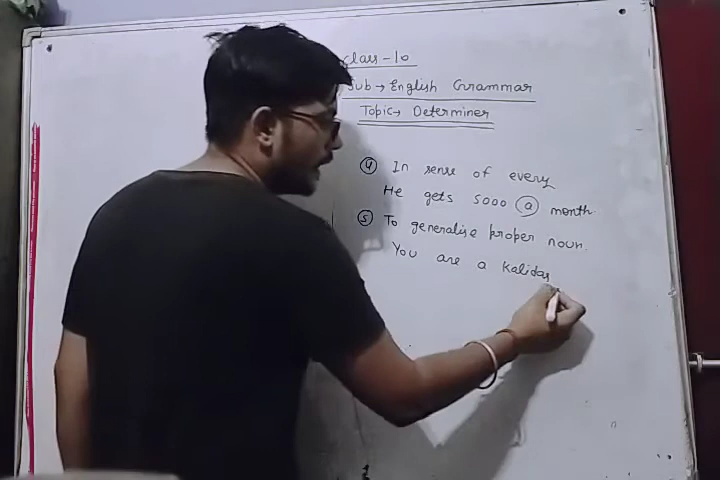 class-10
Sub → English Grammar
Topic → Determiner
④ In sense of every
He gets 5000 ⓐ month.
⑤ To generalise proper noun.
You are a Kalidas